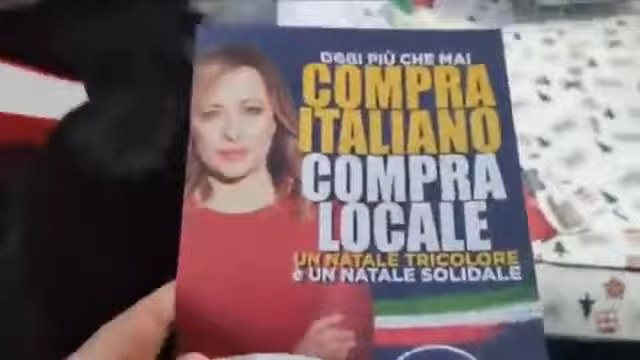 OGGI PIÙ CHE MAI
COMPRA
ITALIANO
COMPRA
LOCALE
UN NATALE TRICOLORE
e UN NATALE SOLIDALE